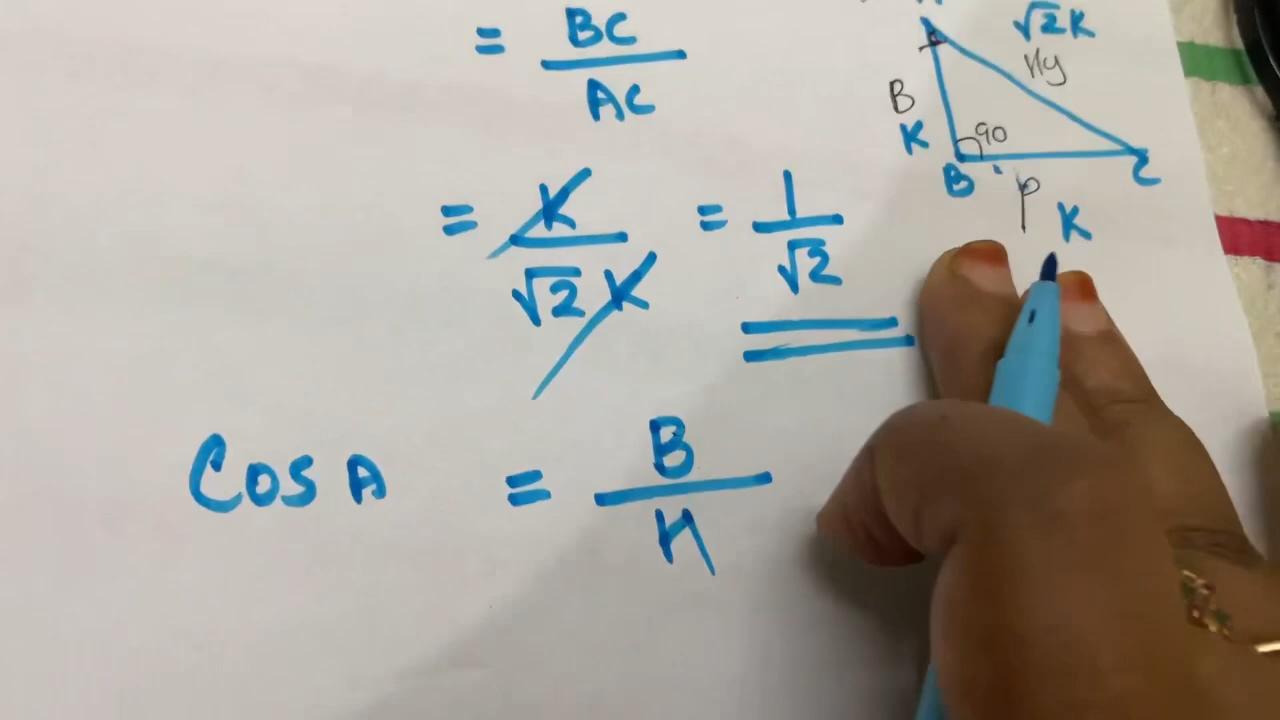 = BC / AC
√2K
Hy
B
K
90
B
C
P
K
= K / √2 K = 1 / √2
Cos A = B / H